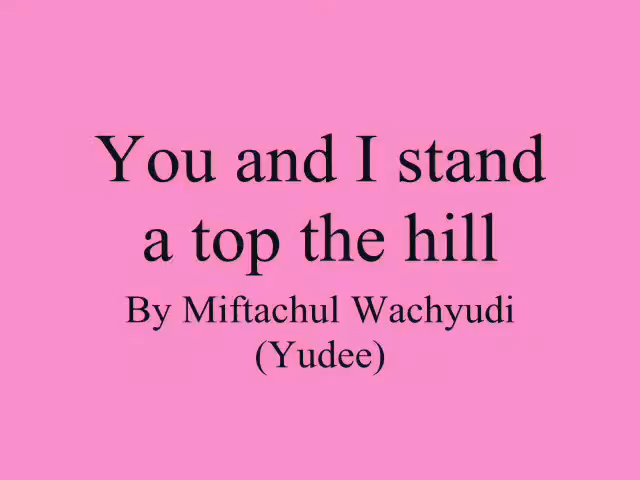 You and I stand
a top the hill
By Miftachul Wachyudi
(Yudee)